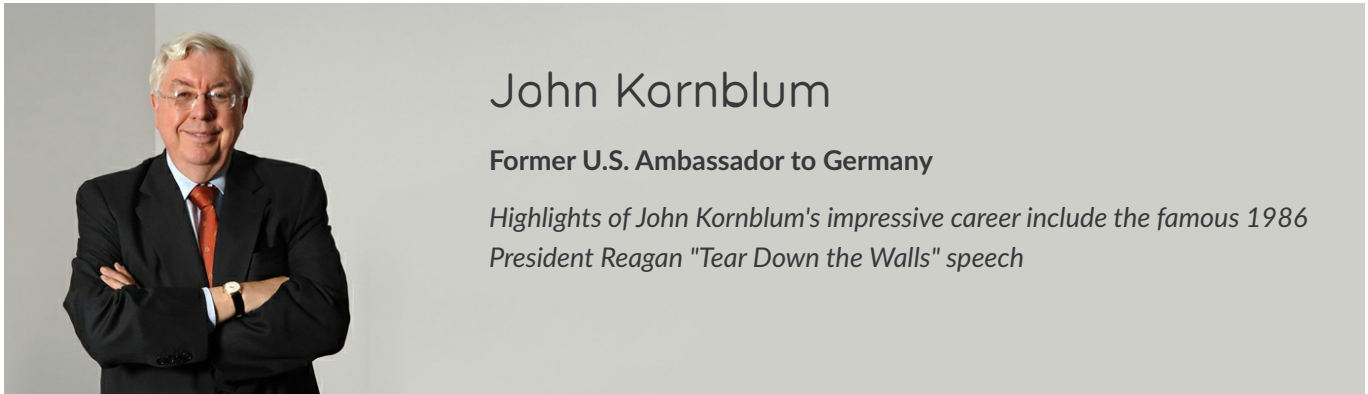 John Kornblum
Former U.S. Ambassador to Germany
Highlights of John Kornblum's impressive career include the famous 1986
President Reagan "Tear Down the Walls" speech